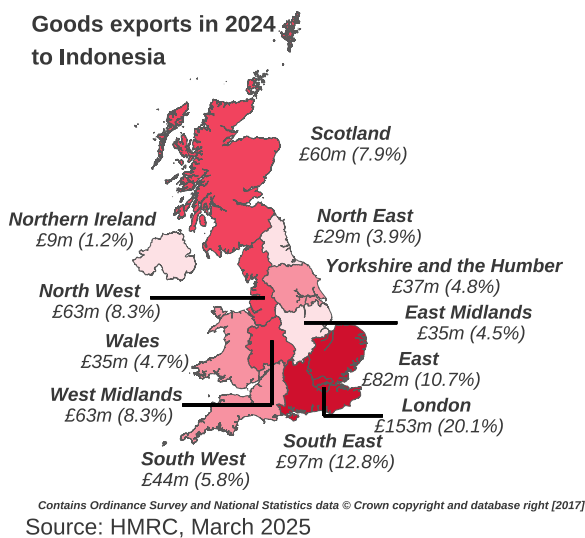 Goods exports in 2024
to Indonesia
Scotland
£60m (7.9%)
Northern Ireland
£9m (1.2%)
North East
£29m (3.9%)
Yorkshire and the Humber
£37m (4.8%)
North West
£63m (8.3%)
East Midlands
£35m (4.5%)
Wales
£35m (4.7%)
East
£82m (10.7%)
West Midlands
£63m (8.3%)
London
£153m (20.1%)
South East
£97m (12.8%)
South West
£44m (5.8%)
Contains Ordinance Survey and National Statistics data © Crown copyright and database right [2017]
Source: HMRC, March 2025